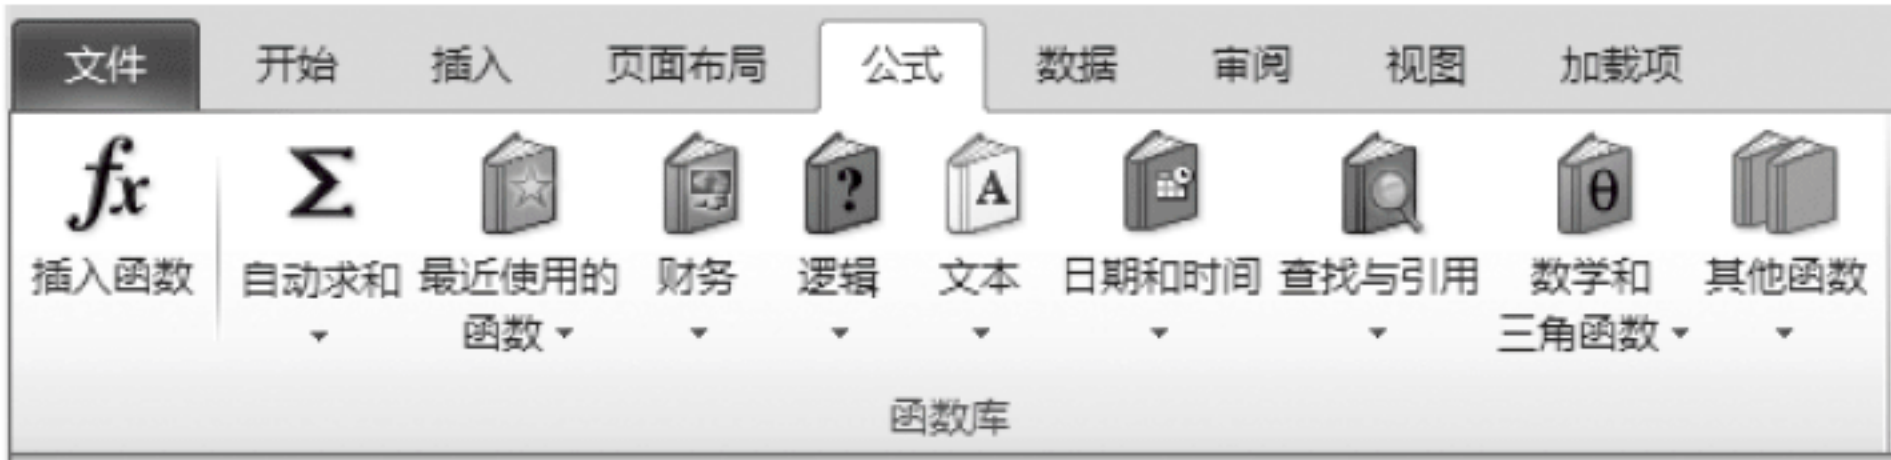 文件 开始 插入 页面布局 公式 数据 审阅 视图 加载项
fx Σ ? A θ
插入函数 自动求和 最近使用的 财务 逻辑 文本 日期和时间 查找与引用 数学和 其他函数
函数 三角函数
函数库